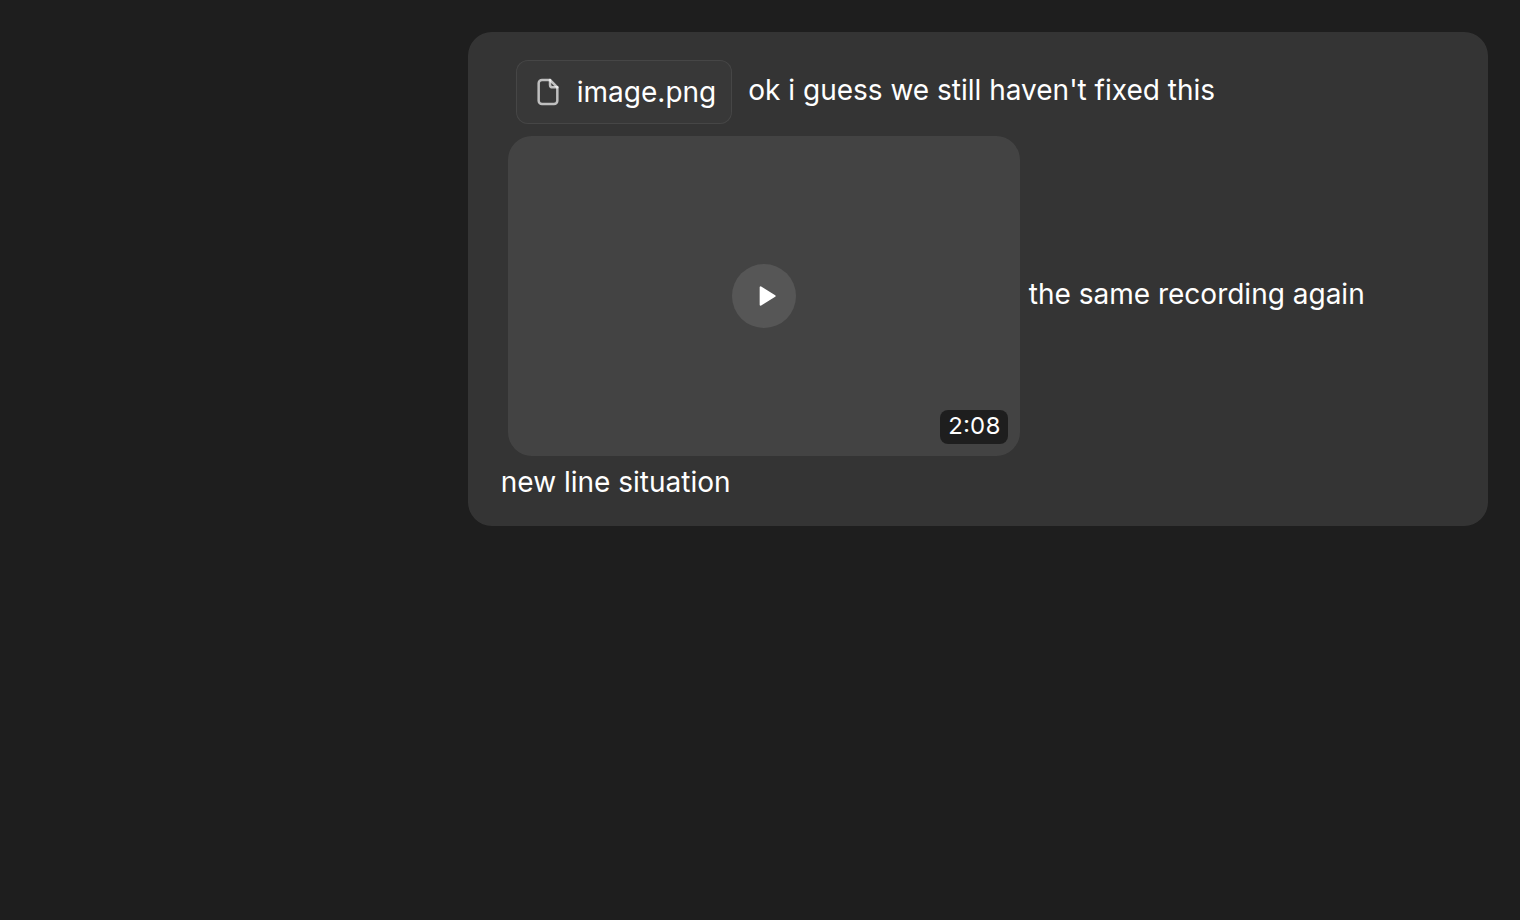 image.png ok i guess we still haven't fixed this
the same recording again
2:08
new line situation